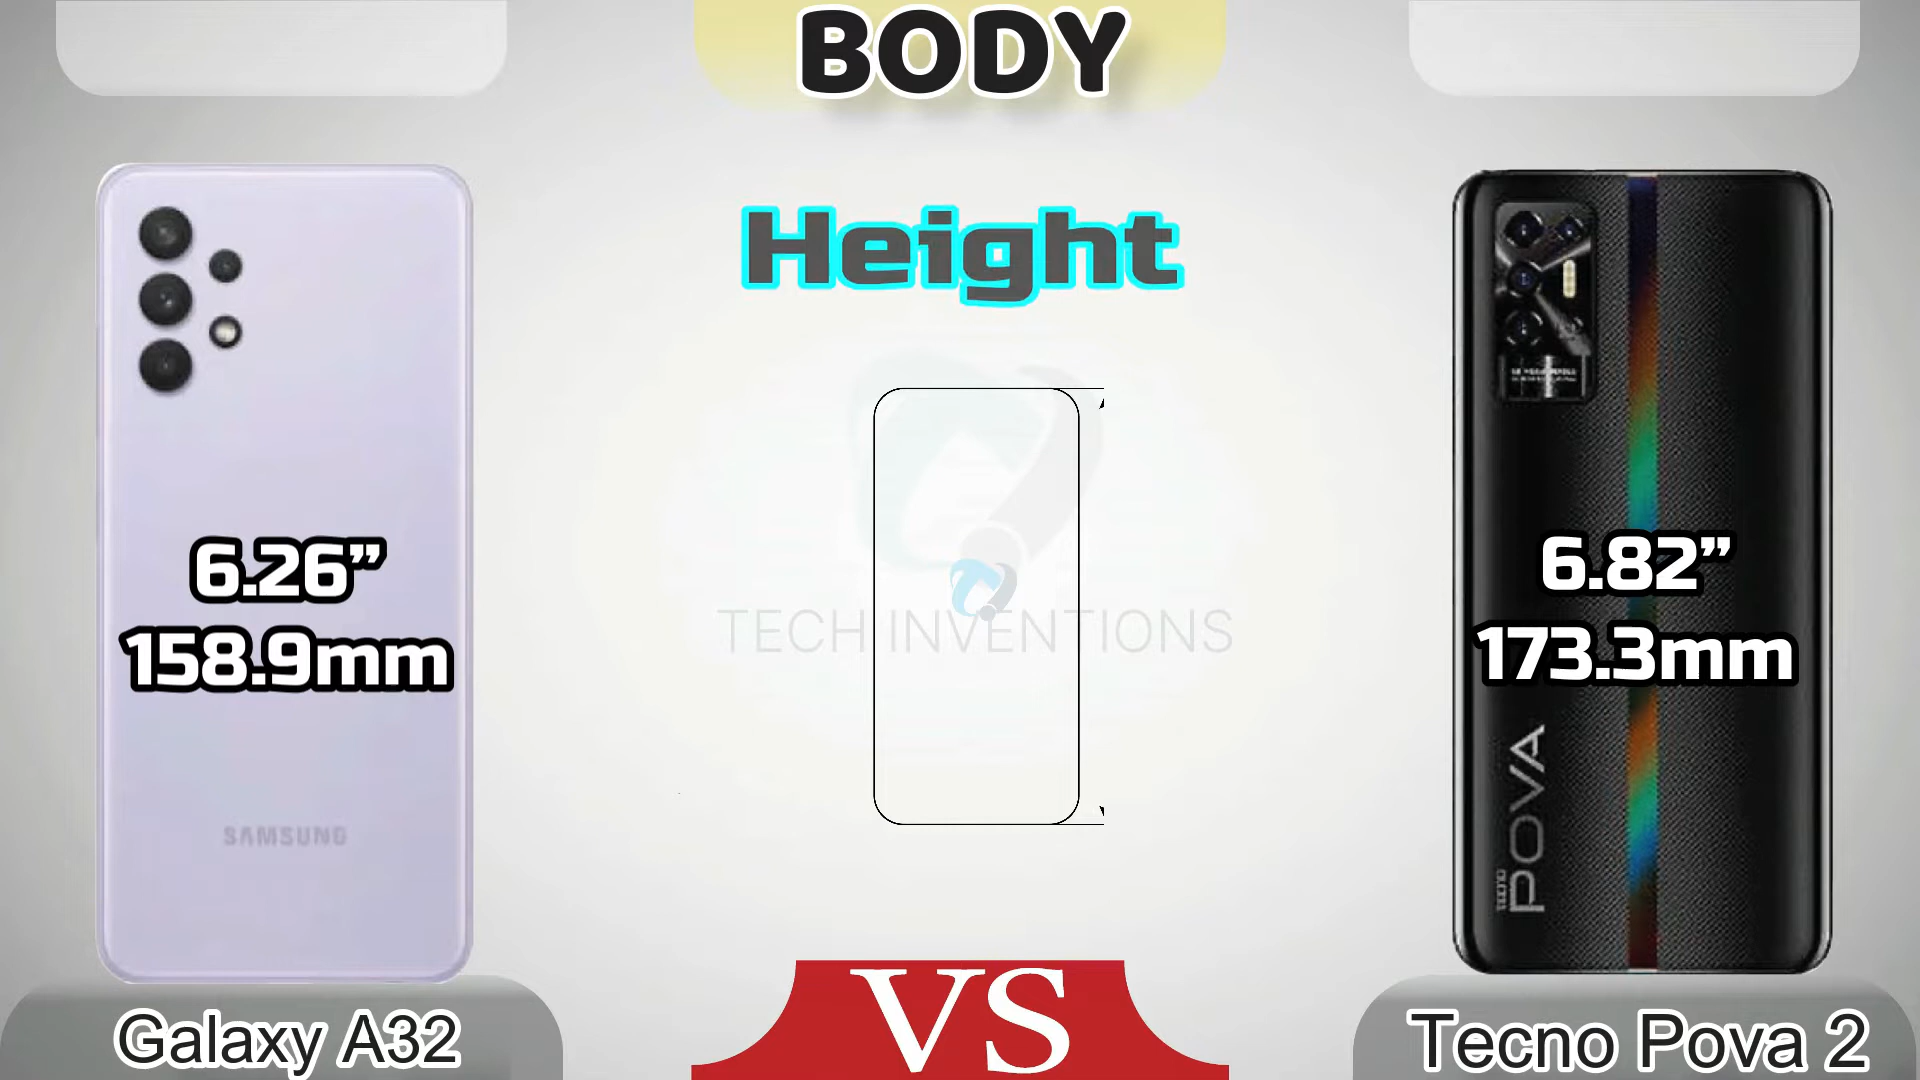 BODY
Height
6.26”
158.9mm
6.82”
173.3mm
TECH INVENTIONS
SAMSUNG
TECNO
POVA
Galaxy A32
VS
Tecno Pova 2